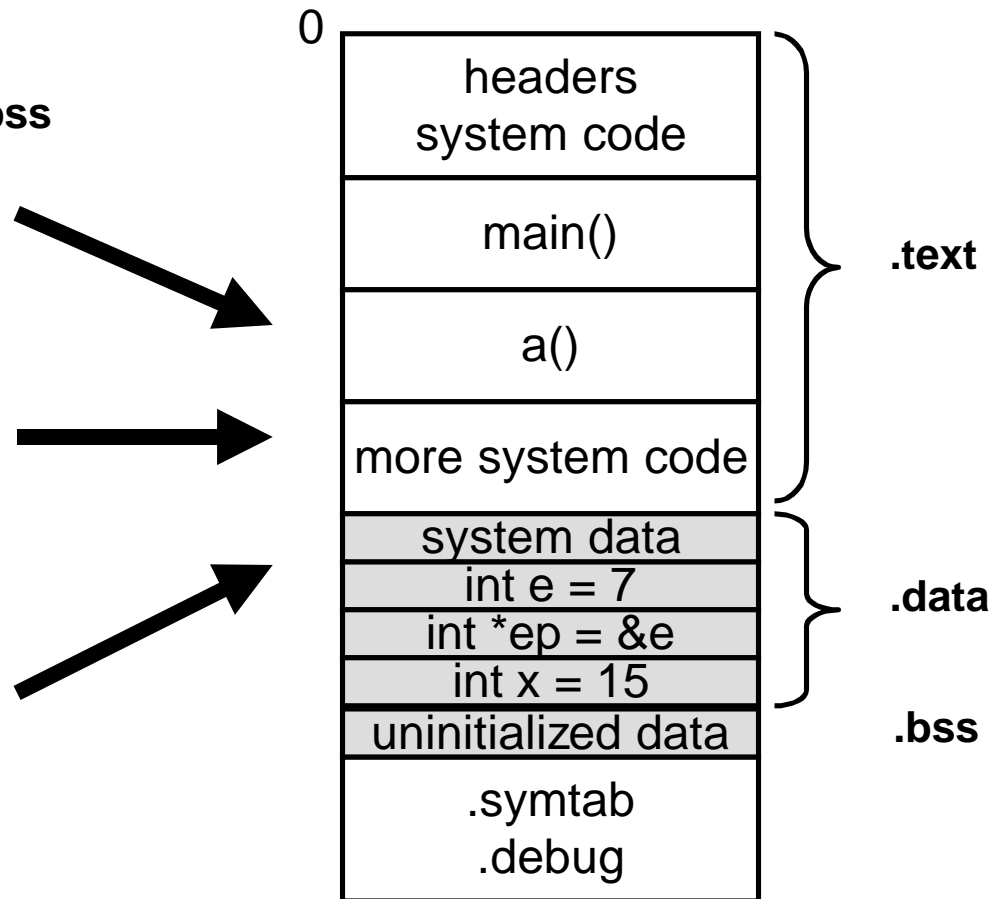 0
headers
system code
main()
.text
a()
more system code
system data
int e = 7
.data
int *ep = &e
int x = 15
uninitialized data
.bss
.symtab
.debug